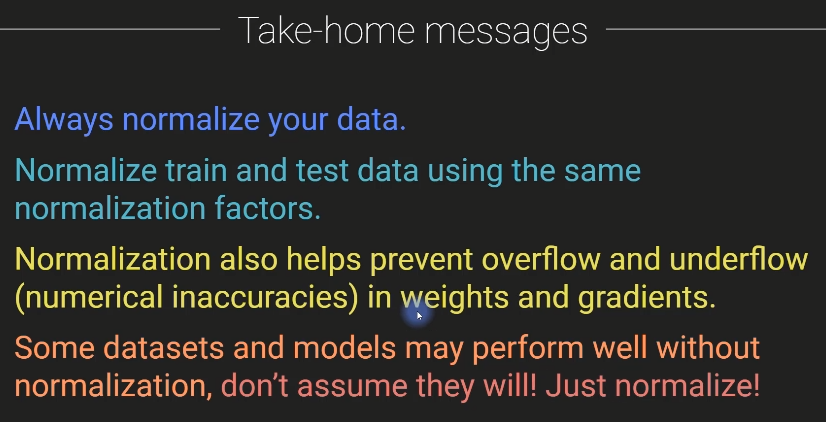 Take-home messages
Always normalize your data.
Normalize train and test data using the same
normalization factors.
Normalization also helps prevent overflow and underflow
(numerical inaccuracies) in weights and gradients.
Some datasets and models may perform well without
normalization, don’t assume they will! Just normalize!